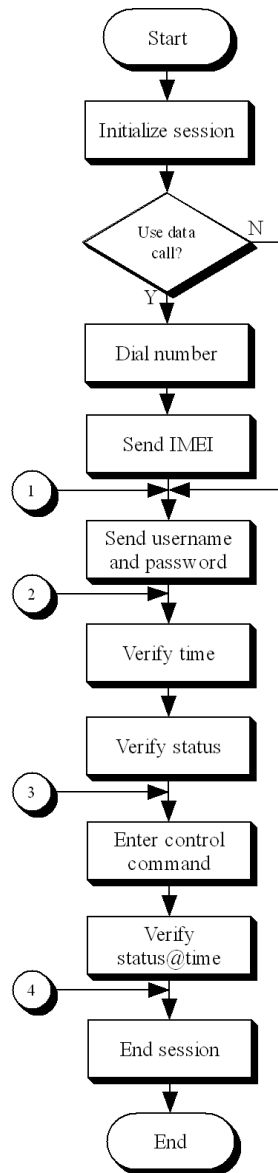 Start
Initialize session
Use data
call?
N
Y
Dial number
Send IMEI
1
Send username
and password
2
Verify time
Verify status
3
Enter control
command
Verify
status@time
4
End session
End